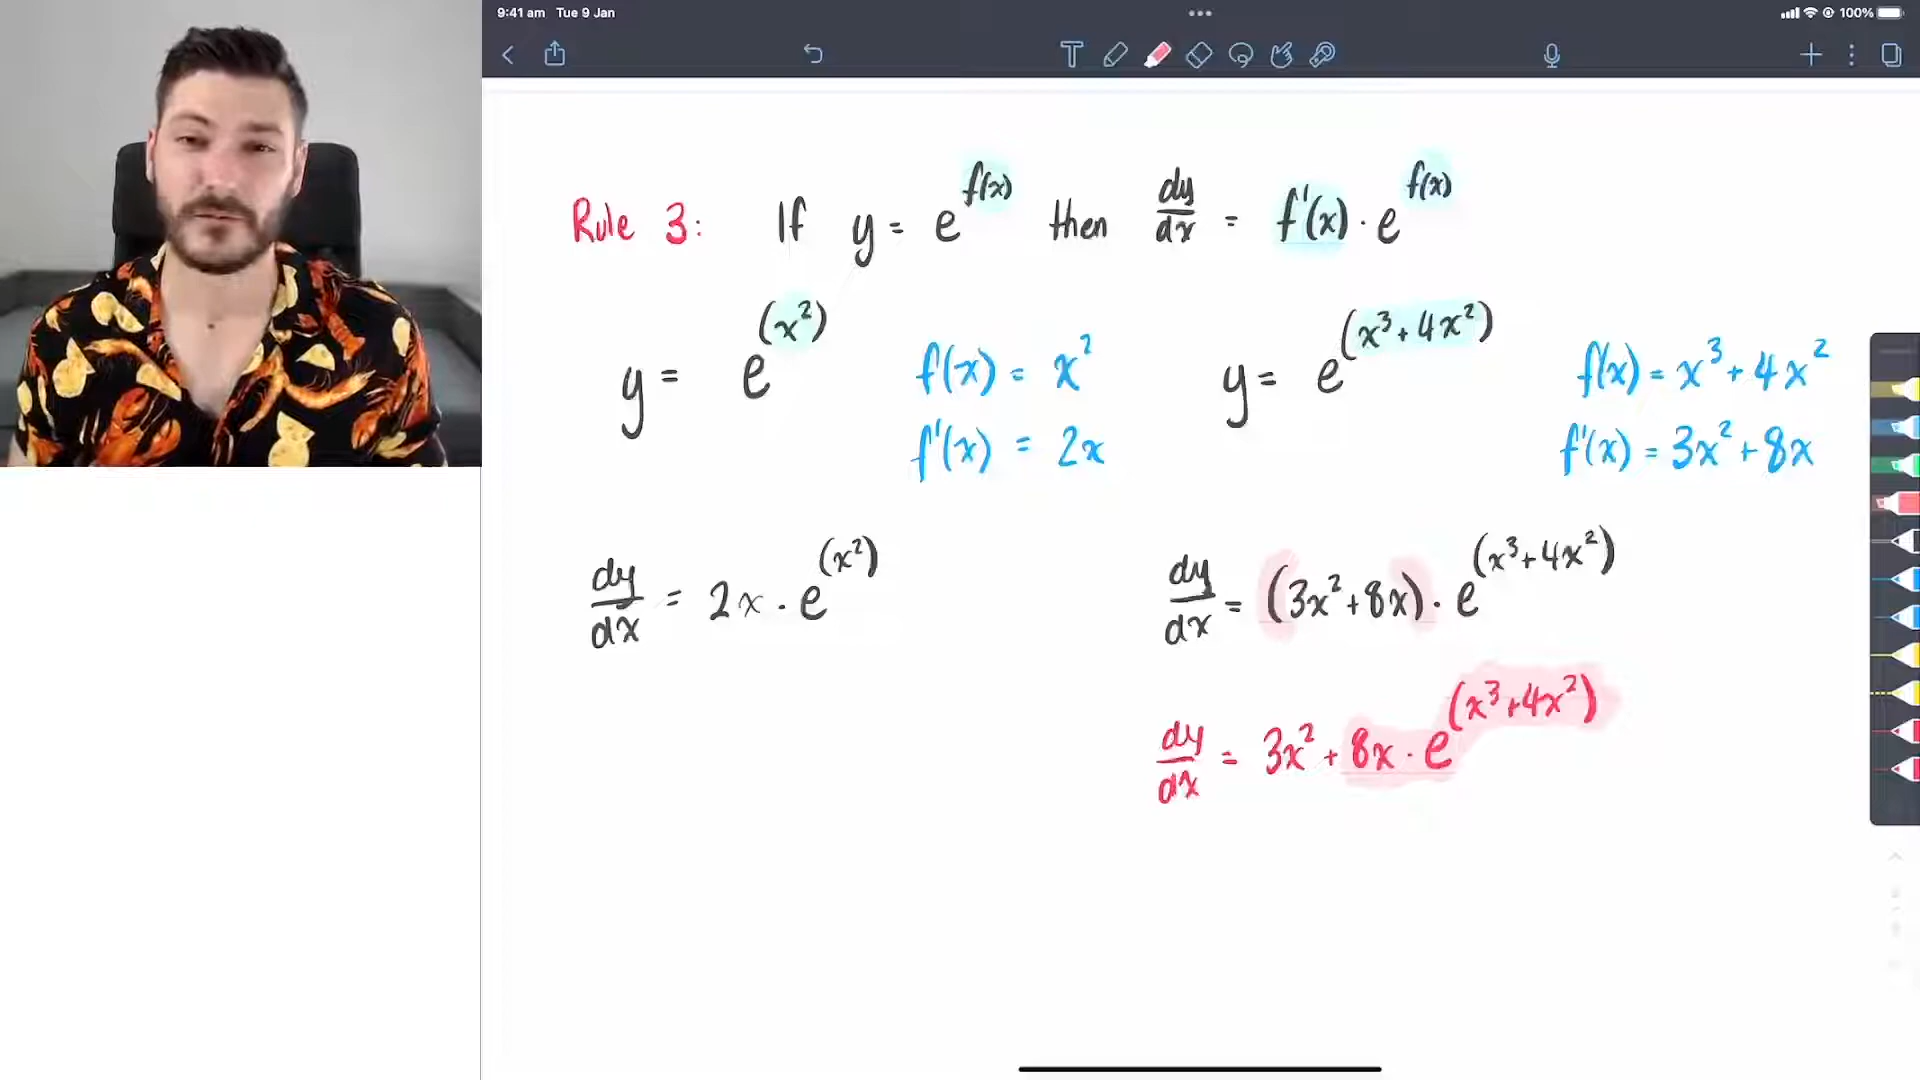 9:41 am Tue 9 Jan
100%
Rule 3: If y = e^f(x) then dy/dx = f'(x) · e^f(x)
y = e^(x²)
f(x) = x²
f'(x) = 2x
dy/dx = 2x · e^(x²)
y = e^(x³ + 4x²)
f(x) = x³ + 4x²
f'(x) = 3x² + 8x
dy/dx = (3x² + 8x) · e^(x³ + 4x²)
dy/dx = 3x² + 8x · e^(x³ + 4x²)